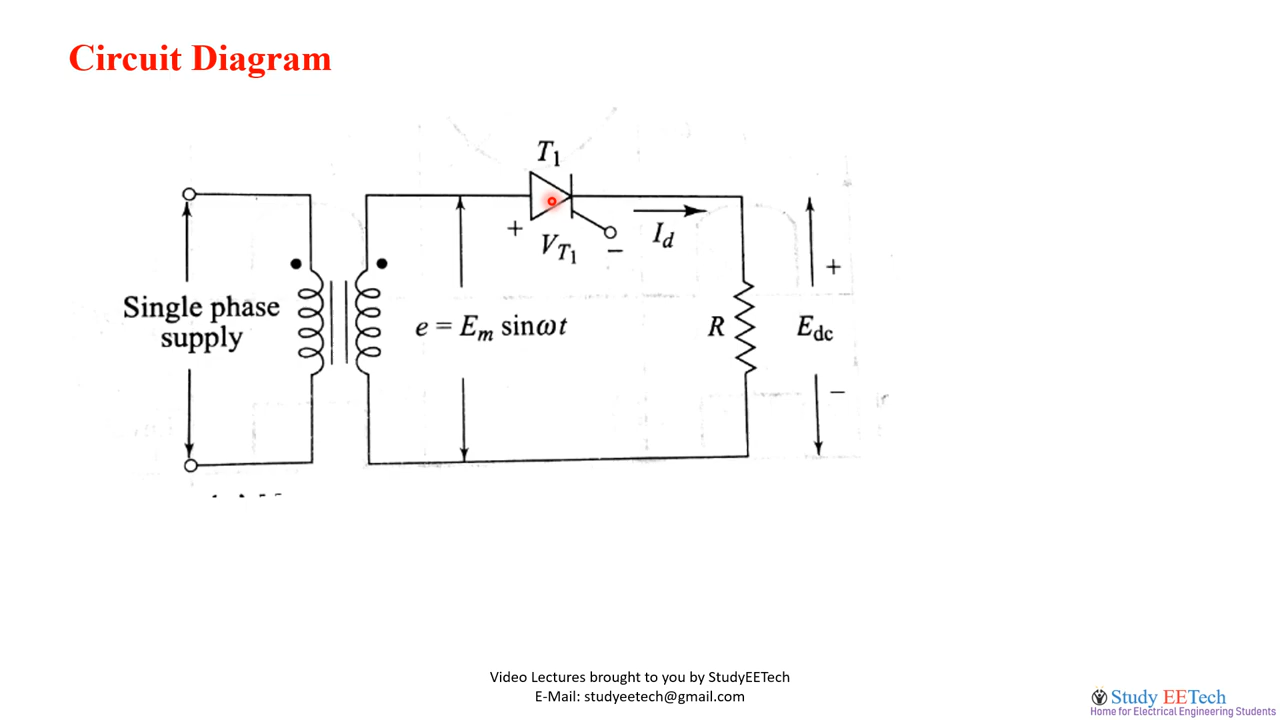 Circuit Diagram
T1
+
VT1
−
Id
+
Single phase
supply
e = Em sinωt
R
Edc
−
Video Lectures brought to you by StudyEETech
E-Mail: studyeetech@gmail.com
Study EETech
Home for Electrical Engineering Students